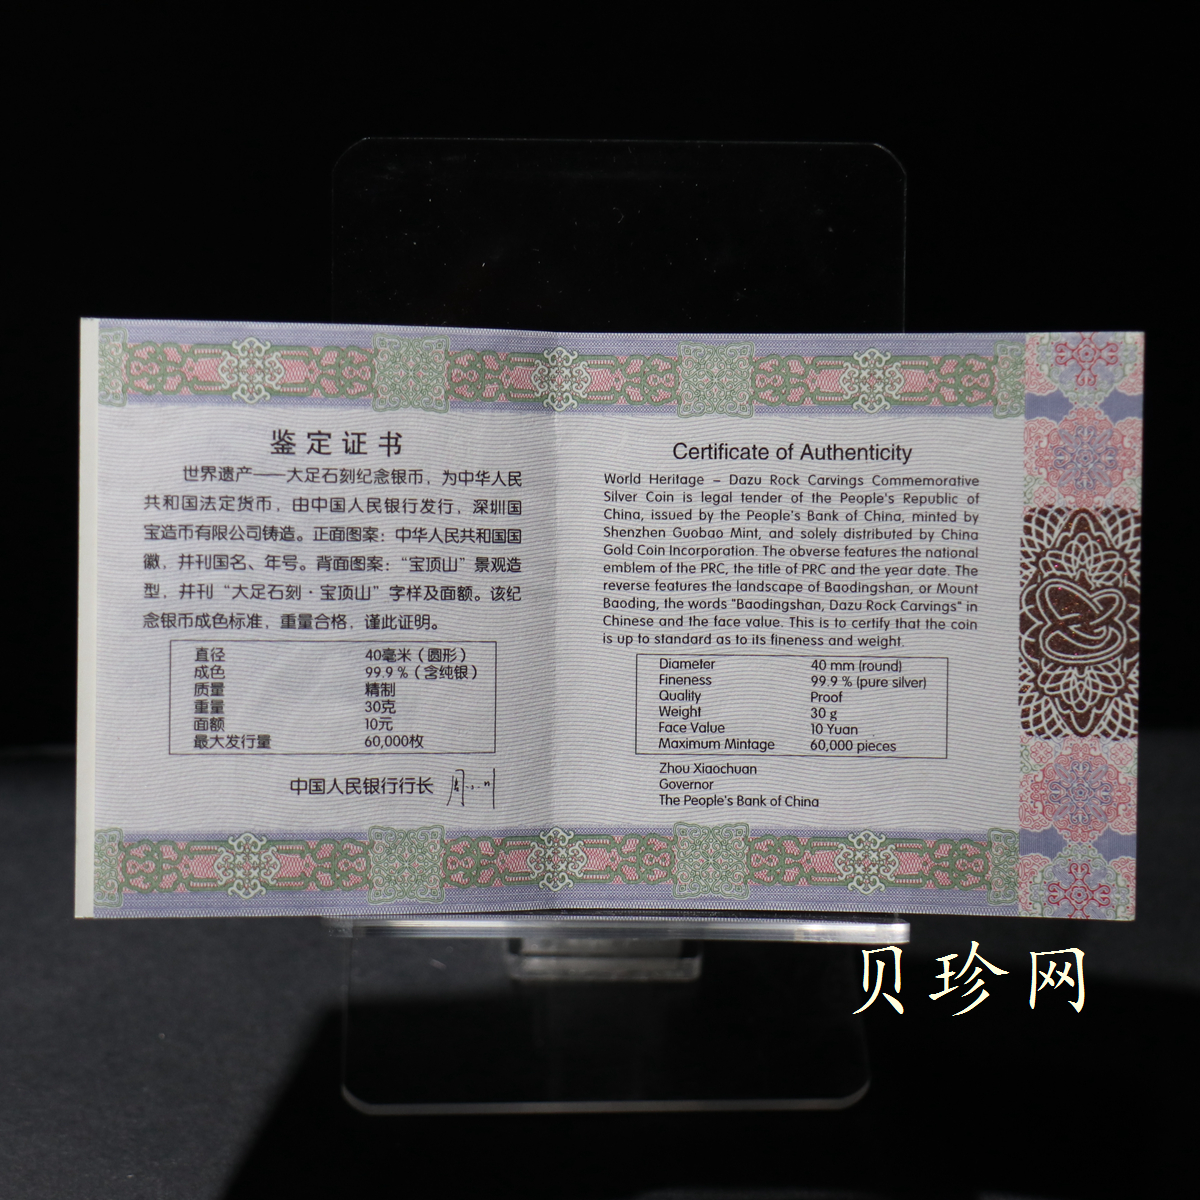 鉴定证书
世界遗产——大足石刻纪念银币，为中华人民
共和国法定货币，由中国人民银行发行，深圳国
宝造币有限公司铸造。正面图案：中华人民共和国国
徽，并刊国名、年号。背面图案：“宝顶山”景观造
型，并刊“大足石刻·宝顶山”字样及面额。该纪
念银币成色标准，重量合格，谨此证明。
直径 40毫米（圆形）
成色 99.9％（含纯银）
质量 精制
重量 30克
面额 10元
最大发行量 60,000枚
中国人民银行行长
Certificate of Authenticity
World Heritage – Dazu Rock Carvings Commemorative
Silver Coin is legal tender of the People's Republic of
China, issued by the People's Bank of China, minted by
Shenzhen Guobao Mint, and solely distributed by China
Gold Coin Incorporation. The obverse features the national
emblem of the PRC, the title of PRC and the year date. The
reverse features the landscape of Baodingshan, or Mount
Baoding, the words "Baodingshan, Dazu Rock Carvings" in
Chinese and the face value. This is to certify that the coin
is up to standard as to its fineness and weight.
Diameter 40 mm (round)
Fineness 99.9 % (pure silver)
Quality Proof
Weight 30 g
Face Value 10 Yuan
Maximum Mintage 60,000 pieces
Zhou Xiaochuan
Governor
The People's Bank of China
贝珍网